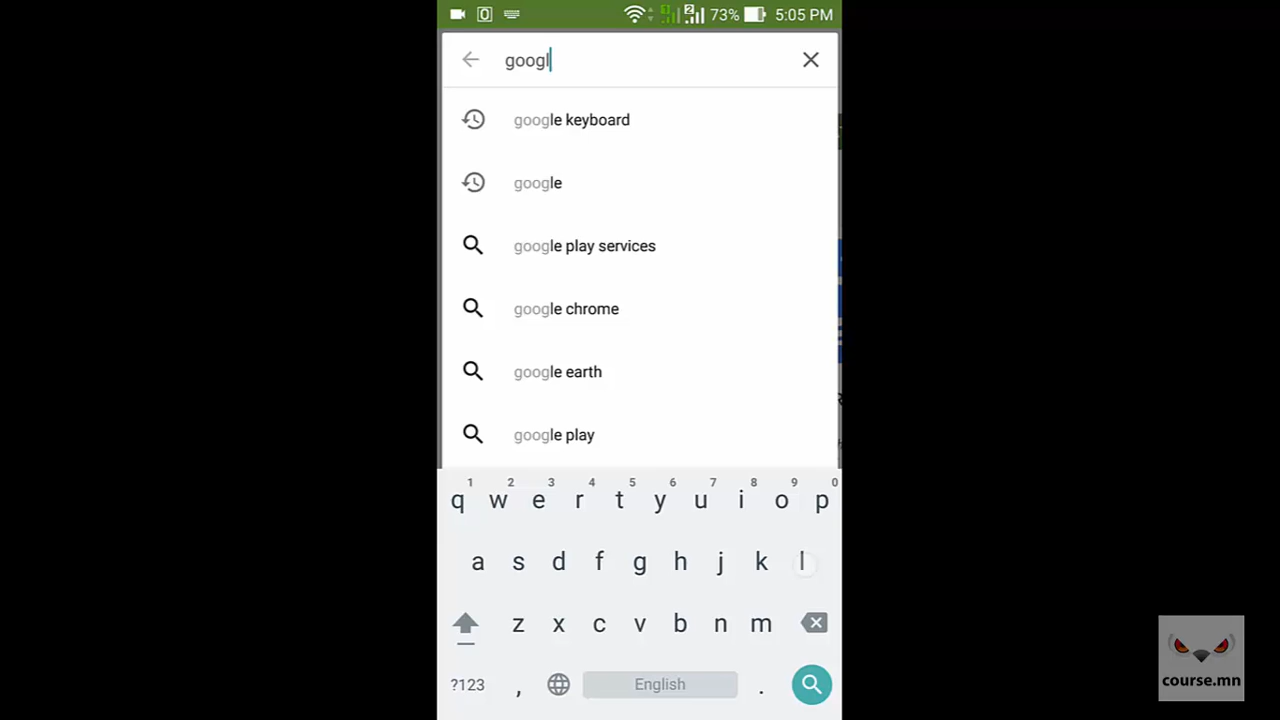 73% 5:05 PM
googl
google keyboard
google
google play services
google chrome
google earth
google play
1 2 3 4 5 6 7 8 9 0
q w e r t y u i o p
a s d f g h j k l
z x c v b n m
?123 , English .
course.mn